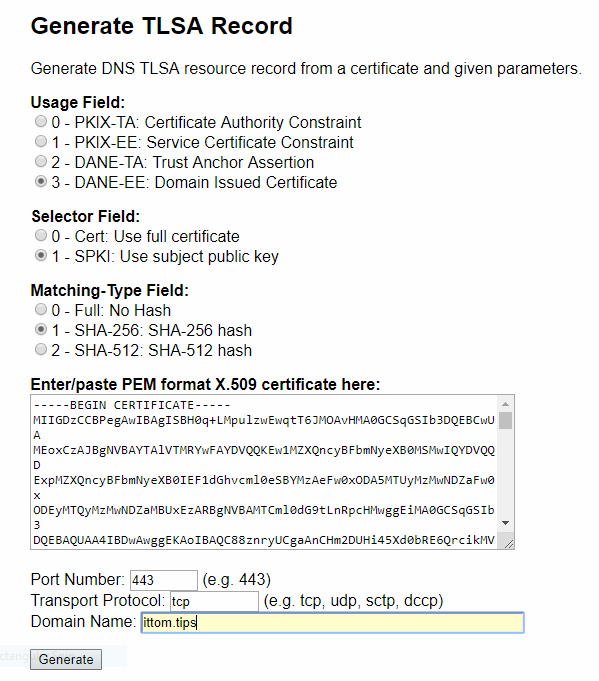 Generate TLSA Record
Generate DNS TLSA resource record from a certificate and given parameters.
Usage Field:
0 - PKIX-TA: Certificate Authority Constraint
1 - PKIX-EE: Service Certificate Constraint
2 - DANE-TA: Trust Anchor Assertion
3 - DANE-EE: Domain Issued Certificate
Selector Field:
0 - Cert: Use full certificate
1 - SPKI: Use subject public key
Matching-Type Field:
0 - Full: No Hash
1 - SHA-256: SHA-256 hash
2 - SHA-512: SHA-512 hash
Enter/paste PEM format X.509 certificate here:
-----BEGIN CERTIFICATE-----
MIIGDzCCBPegAwIBAgISBH0q+LMpulzwEwqtT6JMOAvHMA0GCSqGSIb3DQEBCwU
A
MEoxCzAJBgNVBAYTAlVTMRYwFAYDVQQKEw1MZXQncyBFbmNyeXB0MSMwIQYDVQQ
D
ExpMZXQncyBFbmNyeXB0IEF1dGhvcml0eSBYMzAeFw0xODA5MTUyMzMwNDZaFw0
x
ODEyMTQyMzMwNDZaMBUxEzARBgNVBAMTCml0dG9tLnRpcHMwggEiMA0GCSqGSIb
3
DQEBAQUAA4IBDwAwggEKAoIBAQC88znryUCgaAnCHm2DUHi45Xd0bRE6QrcikMV
Port Number: 443 (e.g. 443)
Transport Protocol: tcp (e.g. tcp, udp, sctp, dccp)
Domain Name: ittom.tips
Generate